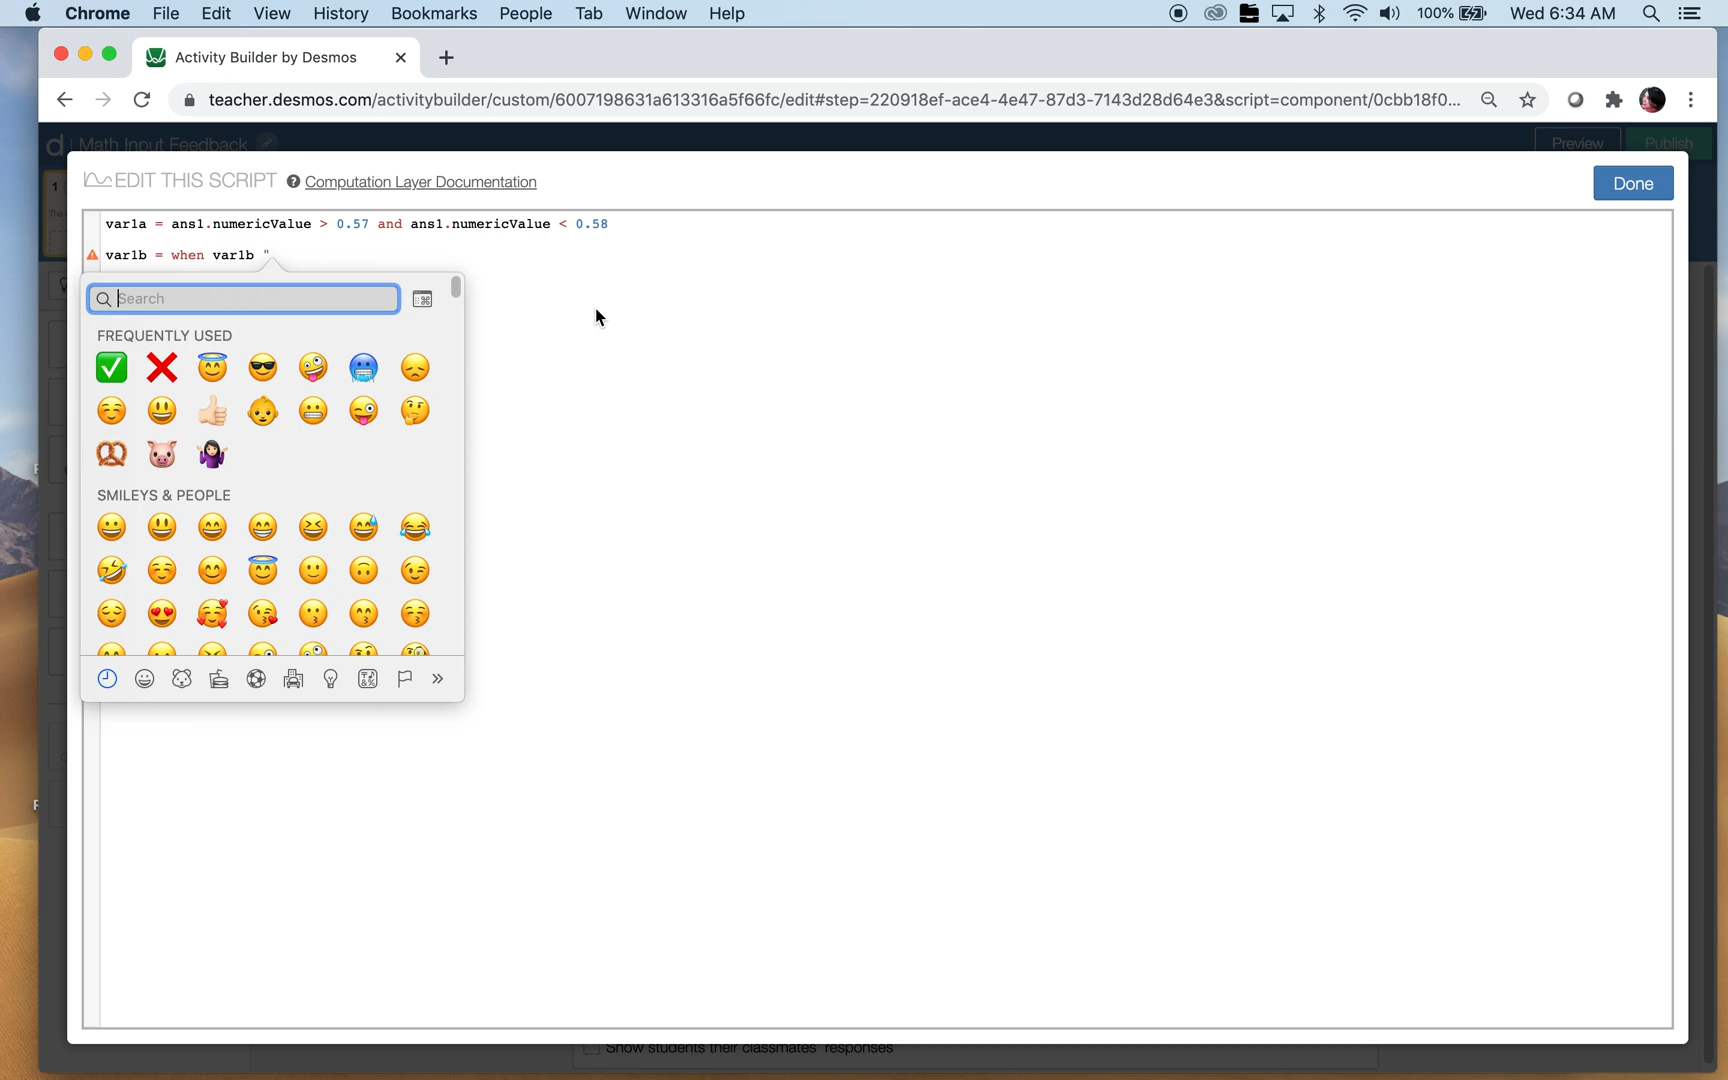 Chrome File Edit View History Bookmarks People Tab Window Help 100% Wed 6:34 AM
Activity Builder by Desmos
teacher.desmos.com/activitybuilder/custom/6007198631a613316a5f66fc/edit#step=220918ef-ace4-4e47-87d3-7143d28d64e3&script=component/0cbb18f0...
d Math Input Feedback Preview Publish
EDIT THIS SCRIPT ? Computation Layer Documentation Done
1
var1a = ans1.numericValue > 0.57 and ans1.numericValue < 0.58
var1b = when var1b "
Search
FREQUENTLY USED
SMILEYS & PEOPLE
Show students their classmates' responses